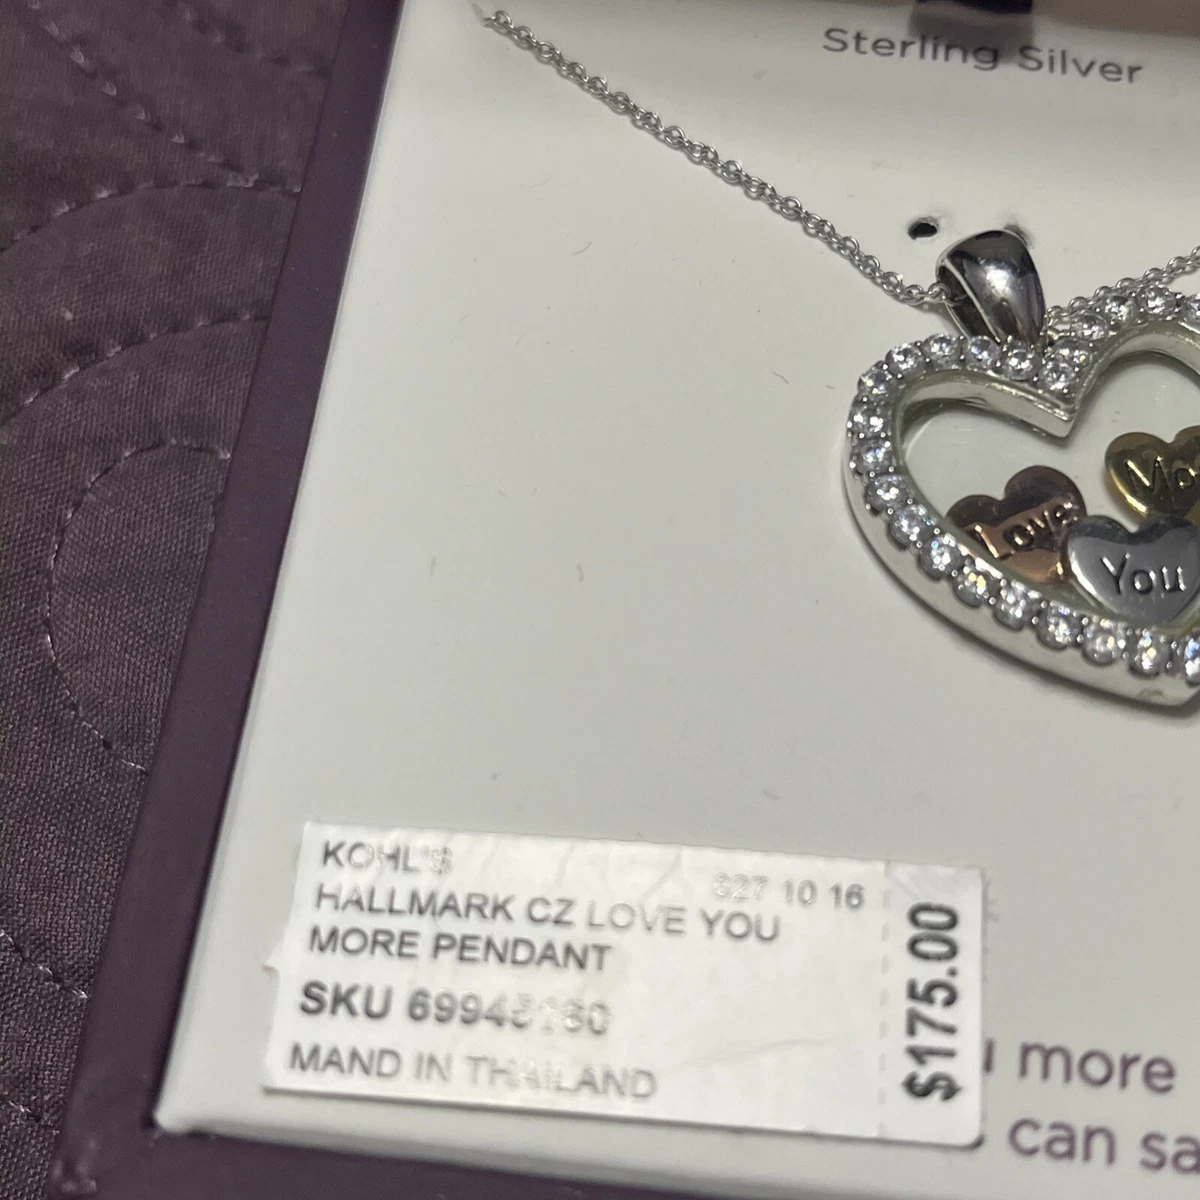 Sterling Silver
Love
You
KOHL'S
327 10 16
HALLMARK CZ LOVE YOU
MORE PENDANT
SKU
MAND IN THAILAND
$175.00
more
can